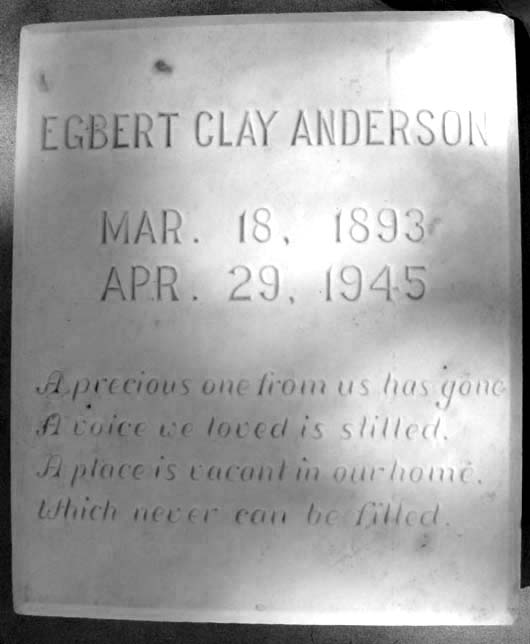 EGBERT CLAY ANDERSON
MAR. 18, 1893
APR. 29, 1945
A precious one from us has gone
A voice we loved is stilled.
A place is vacant in our home.
Which never can be filled.